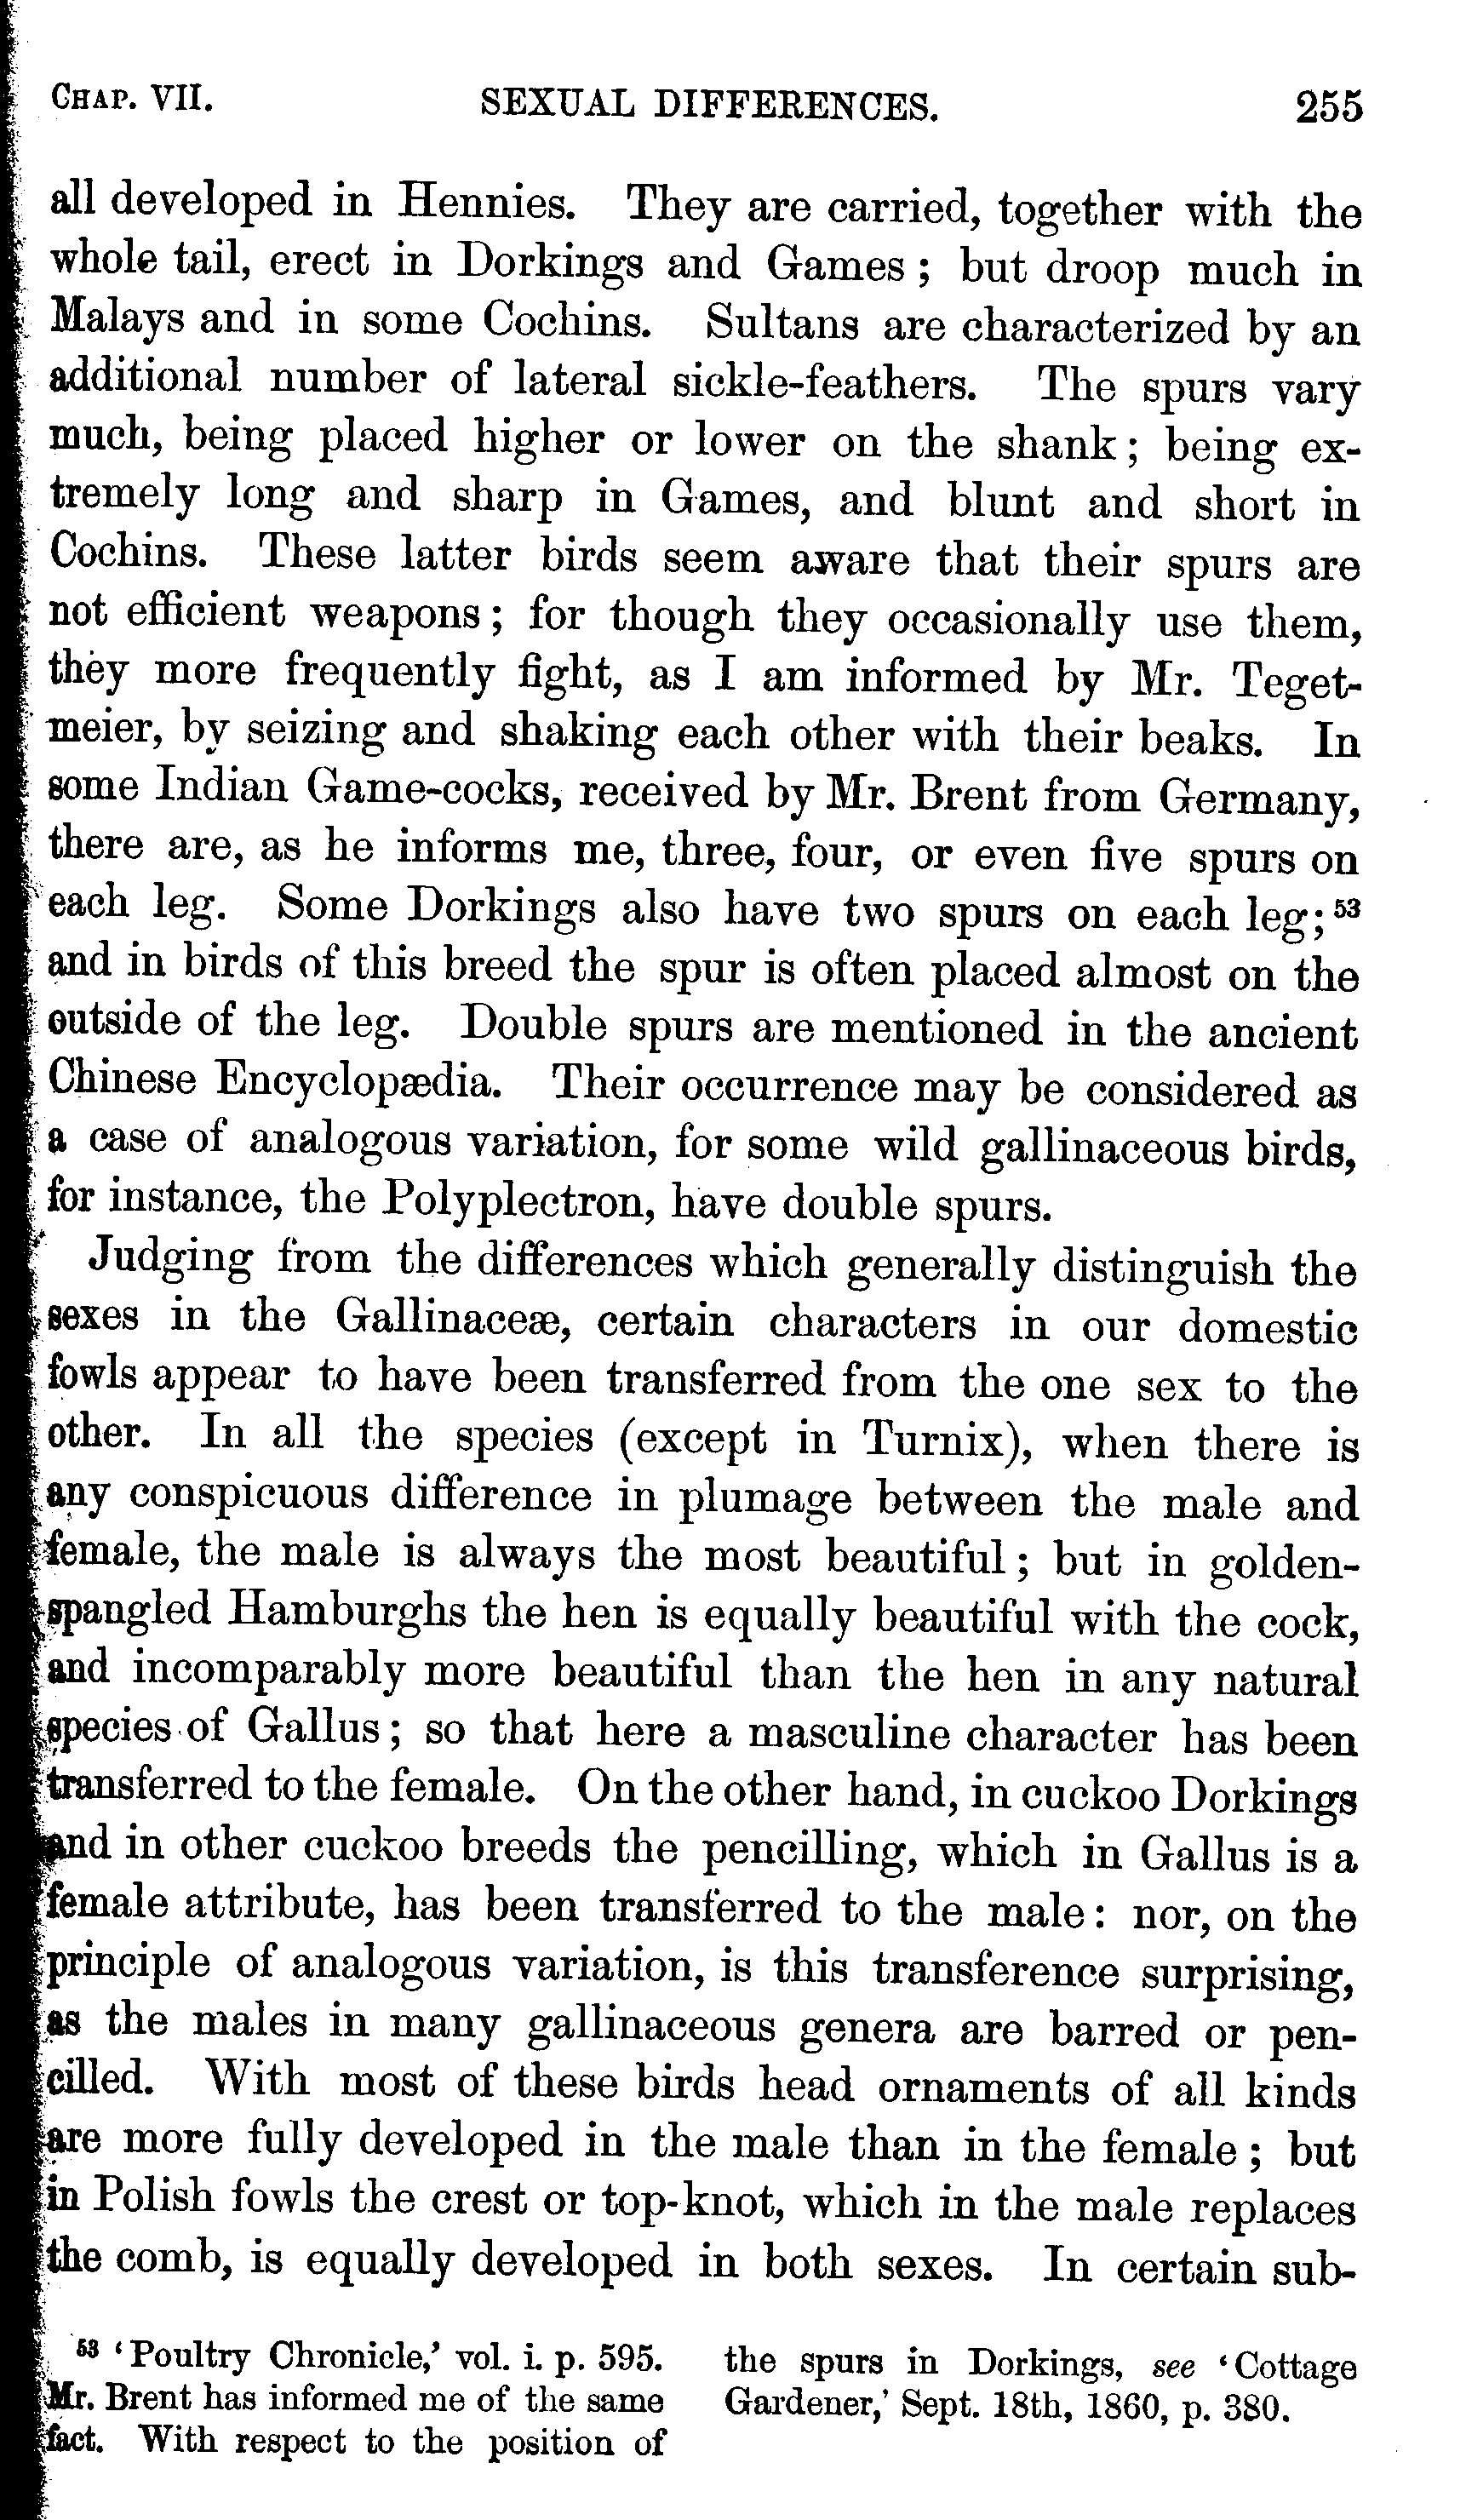 CHAP. VII. SEXUAL DIFFERENCES. 255
all developed in Hennies. They are carried, together with the
whole tail, erect in Dorkings and Games; but droop much in
Malays and in some Cochins. Sultans are characterized by an
additional number of lateral sickle-feathers. The spurs vary
much, being placed higher or lower on the shank; being ex-
tremely long and sharp in Games, and blunt and short in
Cochins. These latter birds seem aware that their spurs are
not efficient weapons; for though they occasionally use them,
they more frequently fight, as I am informed by Mr. Teget-
meier, by seizing and shaking each other with their beaks. In
some Indian Game-cocks, received by Mr. Brent from Germany,
there are, as he informs me, three, four, or even five spurs on
each leg. Some Dorkings also have two spurs on each leg;⁵³
and in birds of this breed the spur is often placed almost on the
outside of the leg. Double spurs are mentioned in the ancient
Chinese Encyclopædia. Their occurrence may be considered as
a case of analogous variation, for some wild gallinaceous birds,
for instance, the Polyplectron, have double spurs.
Judging from the differences which generally distinguish the
sexes in the Gallinaceæ, certain characters in our domestic
fowls appear to have been transferred from the one sex to the
other. In all the species (except in Turnix), when there is
any conspicuous difference in plumage between the male and
female, the male is always the most beautiful; but in golden-
spangled Hamburghs the hen is equally beautiful with the cock,
and incomparably more beautiful than the hen in any natural
species of Gallus; so that here a masculine character has been
transferred to the female. On the other hand, in cuckoo Dorkings
and in other cuckoo breeds the pencilling, which in Gallus is a
female attribute, has been transferred to the male: nor, on the
principle of analogous variation, is this transference surprising,
as the males in many gallinaceous genera are barred or pen-
cilled. With most of these birds head ornaments of all kinds
are more fully developed in the male than in the female; but
in Polish fowls the crest or top-knot, which in the male replaces
the comb, is equally developed in both sexes. In certain sub-
⁵³ ‘Poultry Chronicle,’ vol. i. p. 595.
Mr. Brent has informed me of the same
fact. With respect to the position of
the spurs in Dorkings, see ‘Cottage
Gardener,’ Sept. 18th, 1860, p. 380.